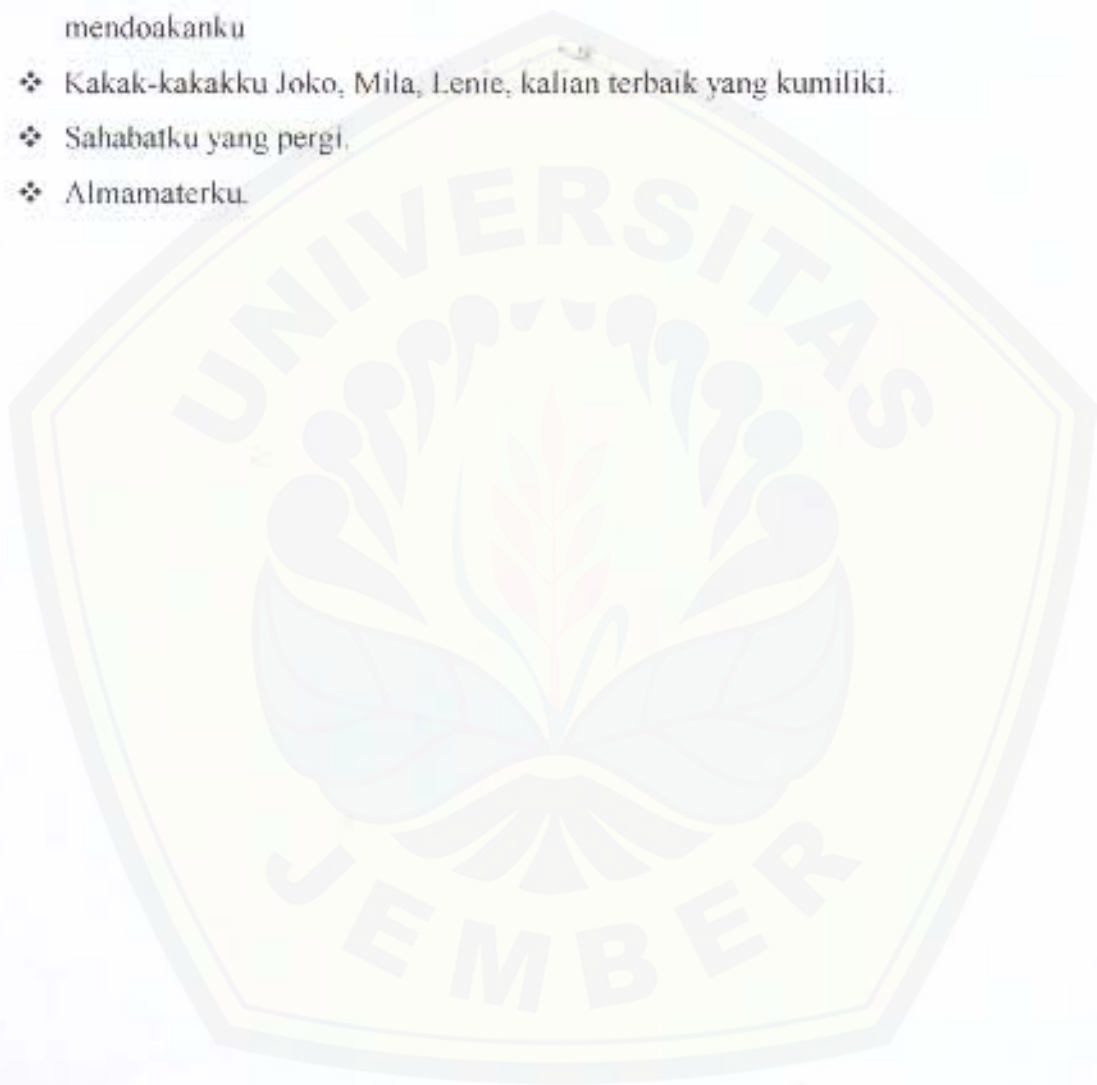 mendoakanku
❖ Kakak-kakakku Joko, Mila, Lenie, kalian terbaik yang kumiliki.
❖ Sahabatku yang pergi.
❖ Almamaterku.
UNIVERSITAS
JEMBER